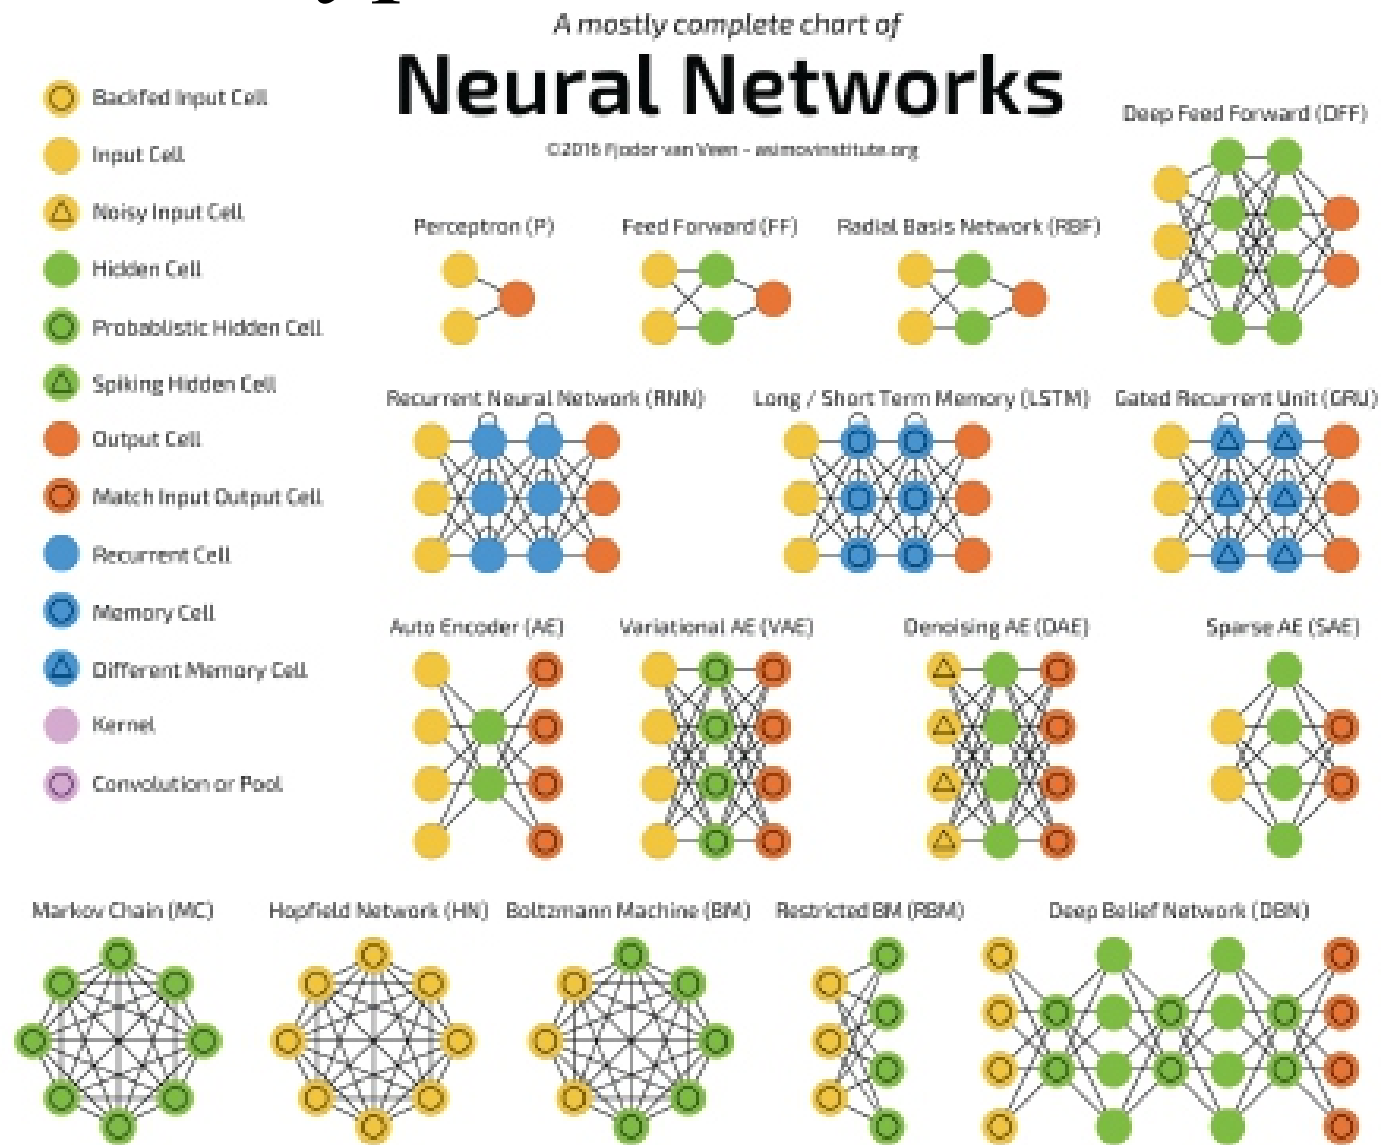 A mostly complete chart of
Neural Networks
©2016 Fjodor van Veen - asimovinstitute.org
Backfed Input Cell
Input Cell
Noisy Input Cell
Hidden Cell
Probablistic Hidden Cell
Spiking Hidden Cell
Output Cell
Match Input Output Cell
Recurrent Cell
Memory Cell
Different Memory Cell
Kernel
Convolution or Pool
Deep Feed Forward (DFF)
Perceptron (P)
Feed Forward (FF)
Radial Basis Network (RBF)
Recurrent Neural Network (RNN)
Long / Short Term Memory (LSTM)
Gated Recurrent Unit (GRU)
Auto Encoder (AE)
Variational AE (VAE)
Denoising AE (DAE)
Sparse AE (SAE)
Markov Chain (MC)
Hopfield Network (HN)
Boltzmann Machine (BM)
Restricted BM (RBM)
Deep Belief Network (DBN)